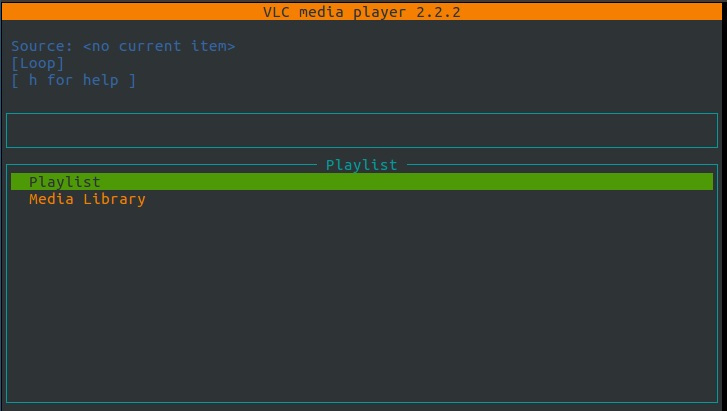 VLC media player 2.2.2
Source: <no current item>
[Loop]
[ h for help ]
Playlist
Playlist
Media Library